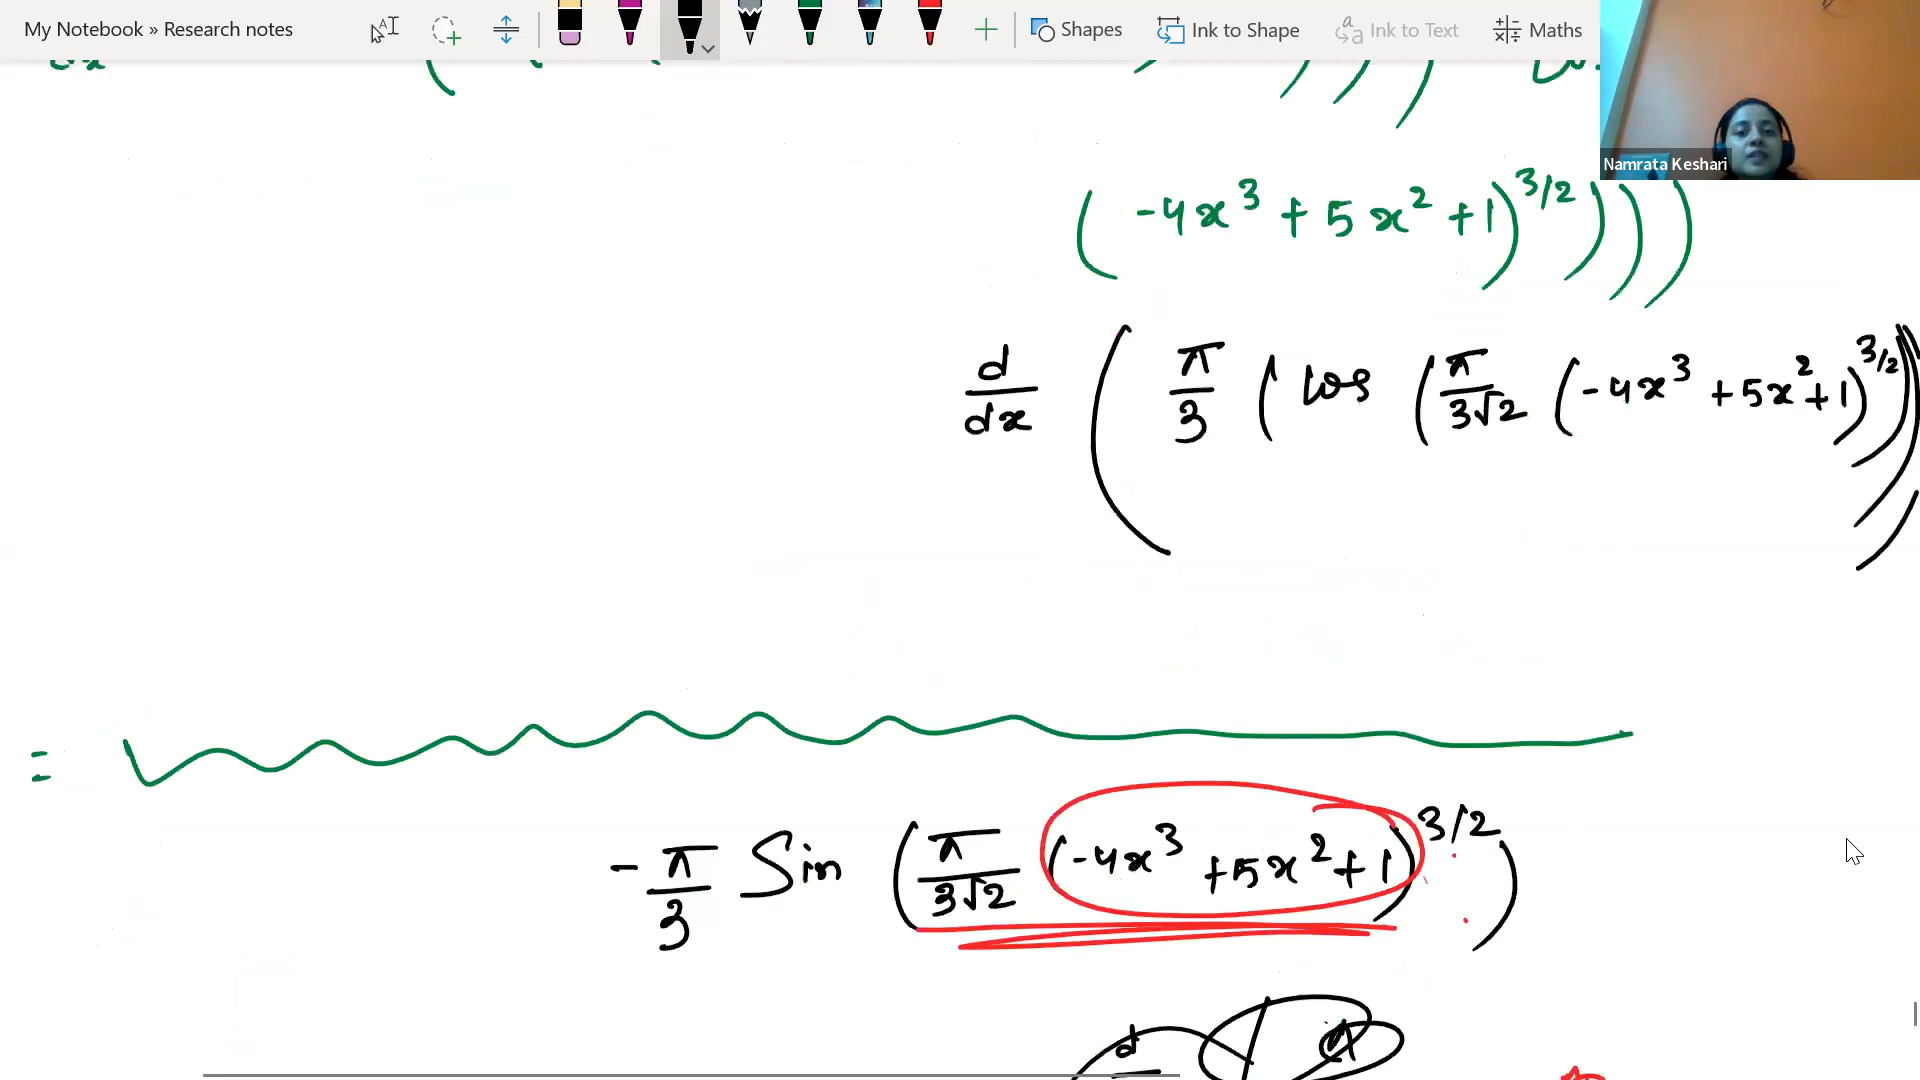 My Notebook » Research notes
Shapes
Ink to Shape
Ink to Text
Maths
Namrata Keshari
dx
(-4x³ + 5x² + 1)^3/2))))
d/dx ( π/3 ( cos ( π/3√2 (-4x³ + 5x² + 1)^3/2 )))
=
- π/3 Sin ( π/3√2 (-4x³ + 5x² + 1)^3/2 )
d